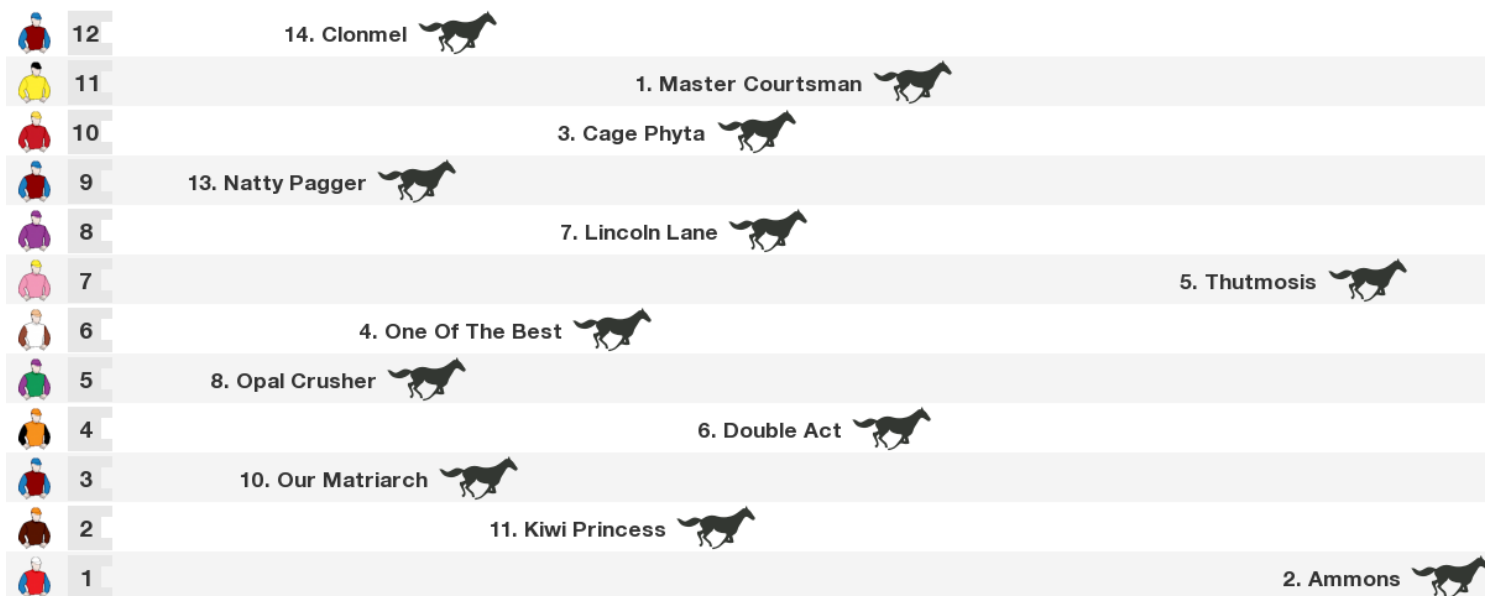 12 14. Clonmel
11 1. Master Courtsman
10 3. Cage Phyta
9 13. Natty Pagger
8 7. Lincoln Lane
7 5. Thutmosis
6 4. One Of The Best
5 8. Opal Crusher
4 6. Double Act
3 10. Our Matriarch
2 11. Kiwi Princess
1 2. Ammons